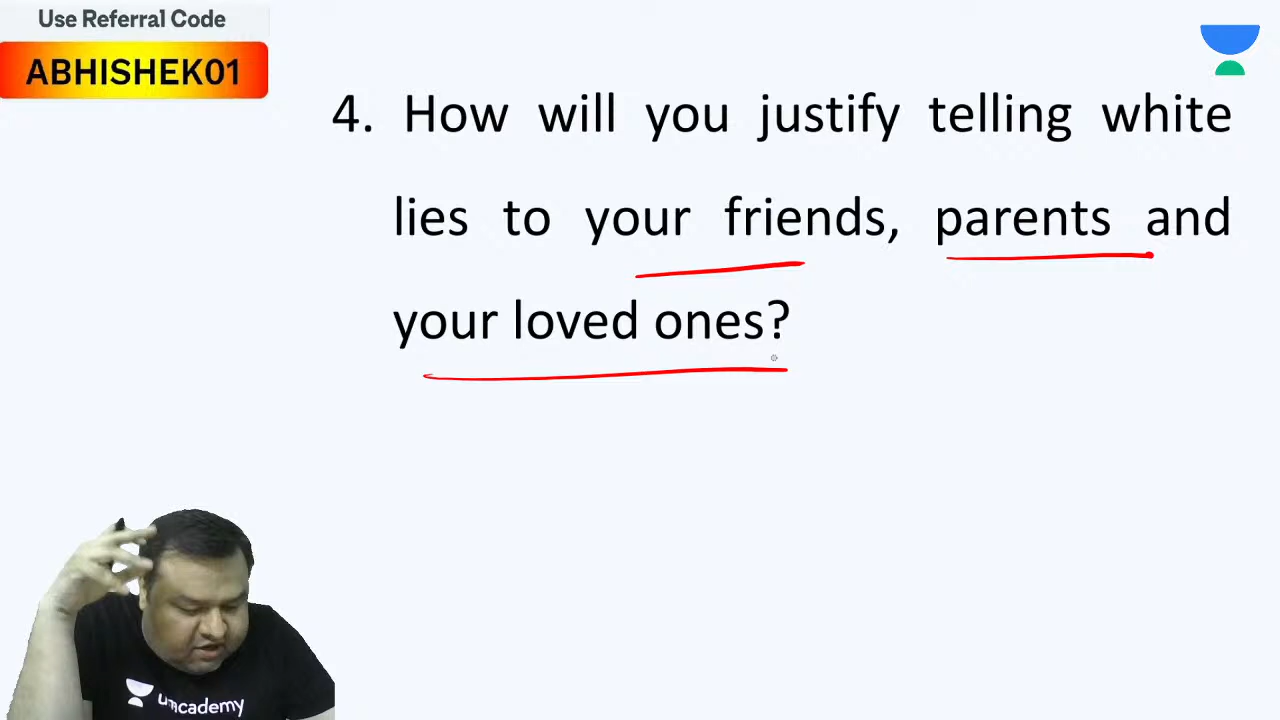 Use Referral Code
ABHISHEK01
4. How will you justify telling white
lies to your friends, parents and
your loved ones?
unacademy